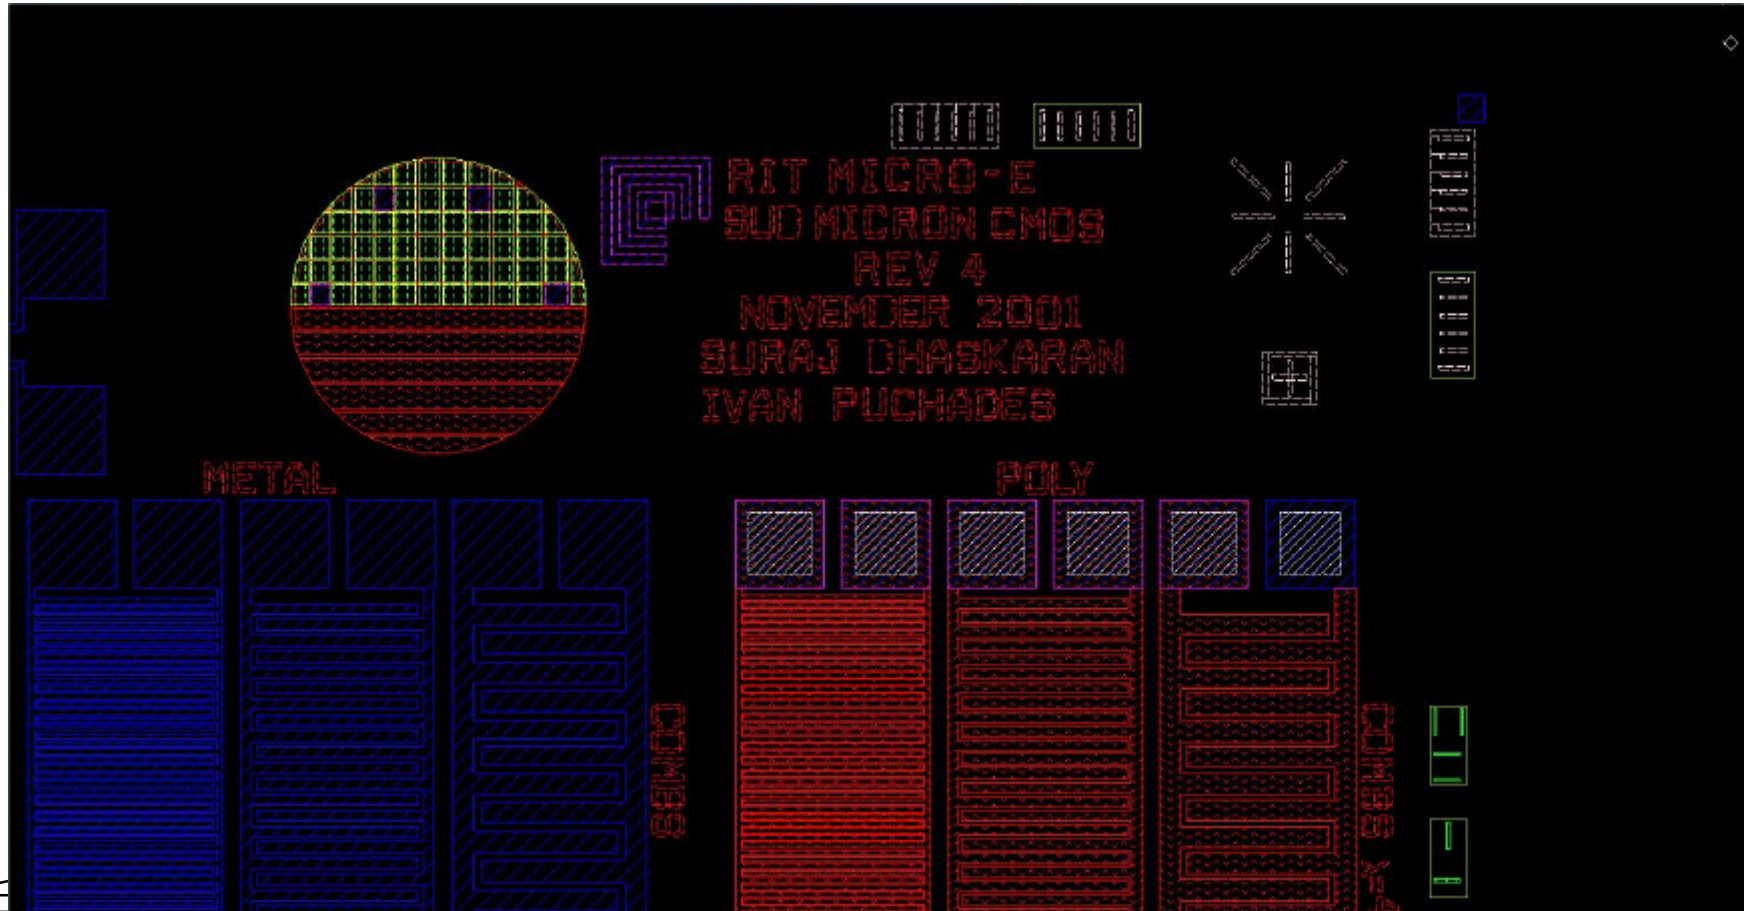 RIT MICRO-E
SUB MICRON CMOS
REV 4
NOVEMBER 2001
SURAJ BHASKARAN
IVAN PUCHADES
METAL
POLY
COMBS
COMBS